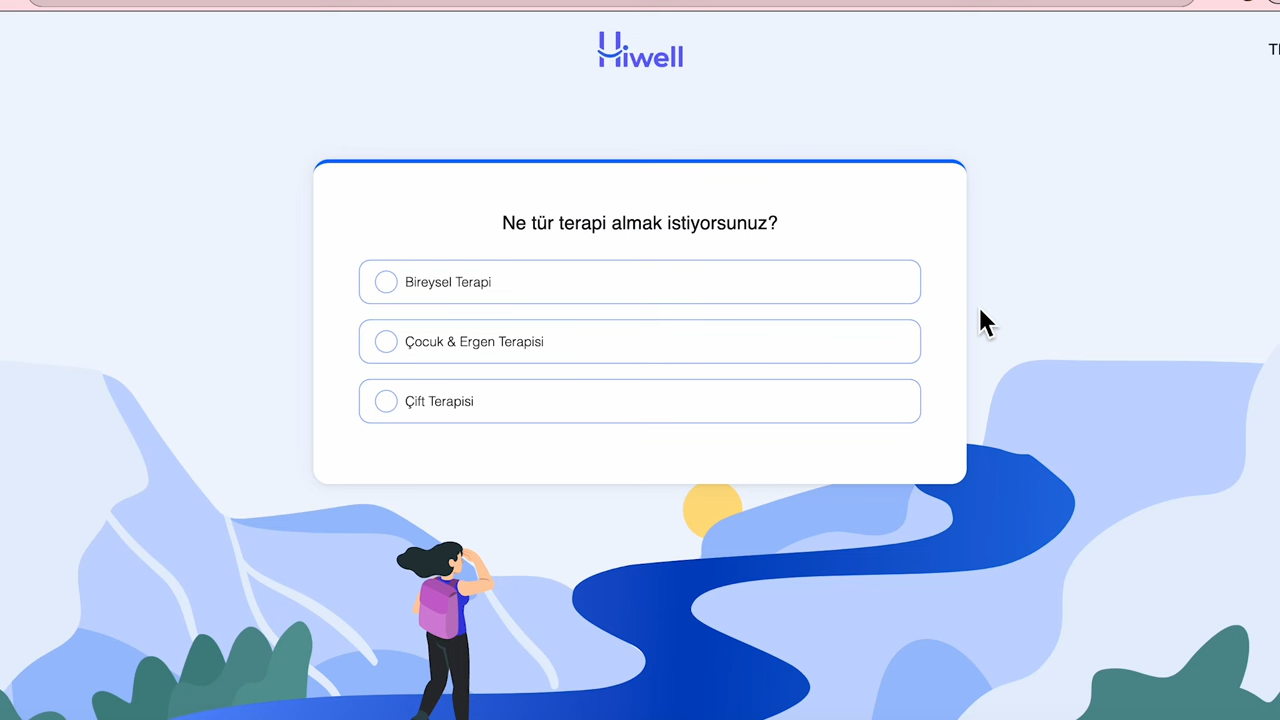 Hiwell
Ne tür terapi almak istiyorsunuz?
Bireysel Terapi
Çocuk & Ergen Terapisi
Çift Terapisi